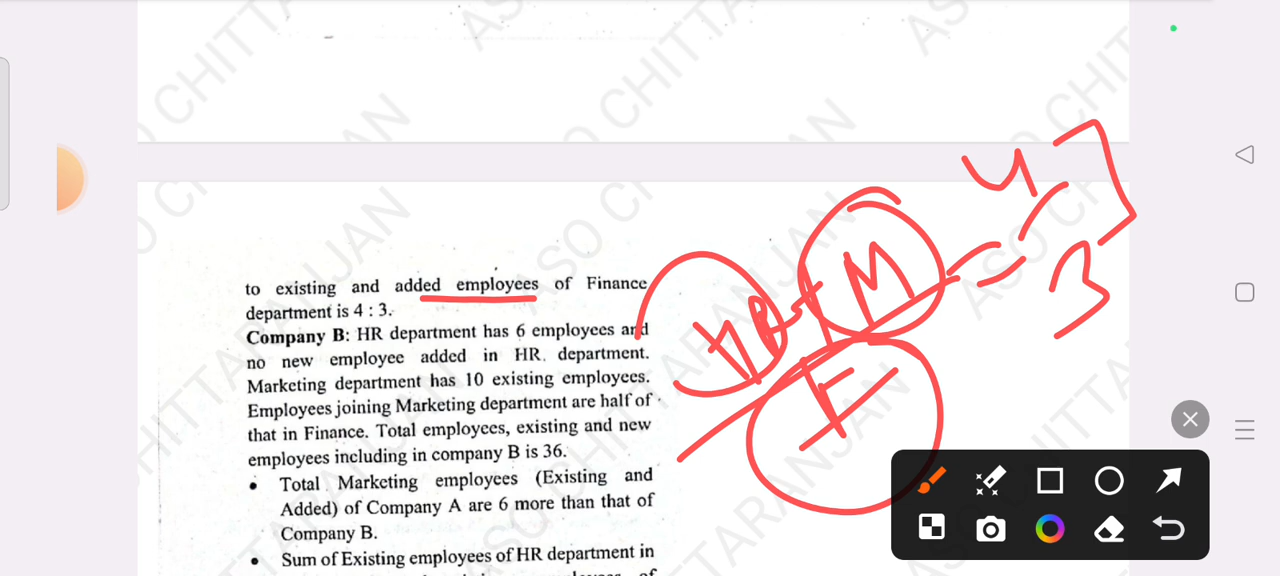 to existing and added employees of Finance
department is 4 : 3.
Company B: HR department has 6 employees and
no new employee added in HR. department.
Marketing department has 10 existing employees.
Employees joining Marketing department are half of
that in Finance. Total employees, existing and new
employees including in company B is 36.
• Total Marketing employees (Existing and
Added) of Company A are 6 more than that of
Company B.
• Sum of Existing employees of HR department in
HR + M = 4
F 3
ASO CHITTARANJAN